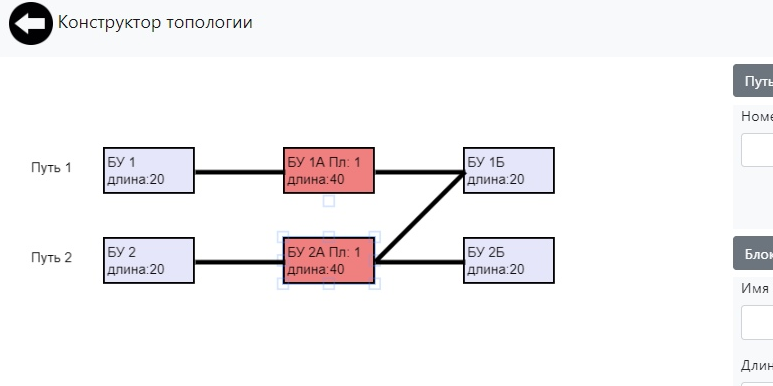 Конструктор топологии
Путь
Номе
Путь 1
БУ 1
длина:20
БУ 1А Пл: 1
длина:40
БУ 1Б
длина:20
Путь 2
БУ 2
длина:20
БУ 2А Пл: 1
длина:40
БУ 2Б
длина:20
Блок
Имя
Длин